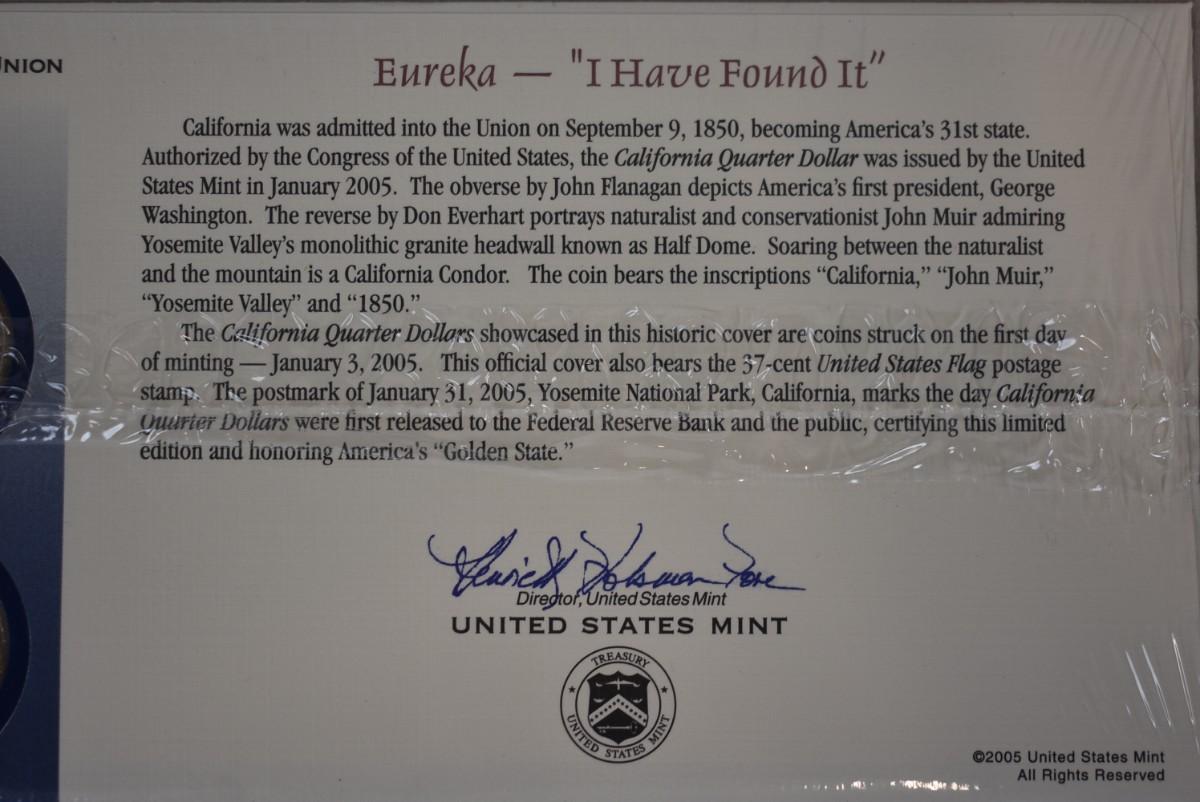 UNION
Eureka — "I Have Found It”
California was admitted into the Union on September 9, 1850, becoming America’s 31st state.
Authorized by the Congress of the United States, the California Quarter Dollar was issued by the United
States Mint in January 2005. The obverse by John Flanagan depicts America’s first president, George
Washington. The reverse by Don Everhart portrays naturalist and conservationist John Muir admiring
Yosemite Valley’s monolithic granite headwall known as Half Dome. Soaring between the naturalist
and the mountain is a California Condor. The coin bears the inscriptions “California,” “John Muir,”
“Yosemite Valley” and “1850.”
The California Quarter Dollars showcased in this historic cover are coins struck on the first day
of minting — January 3, 2005. This official cover also bears the 37-cent United States Flag postage
stamp. The postmark of January 31, 2005, Yosemite National Park, California, marks the day California
Quarter Dollars were first released to the Federal Reserve Bank and the public, certifying this limited
edition and honoring America's “Golden State.”
Henrietta Holsman Fore
Director, United States Mint
UNITED STATES MINT
TREASURY
UNITED STATES MINT
©2005 United States Mint
All Rights Reserved